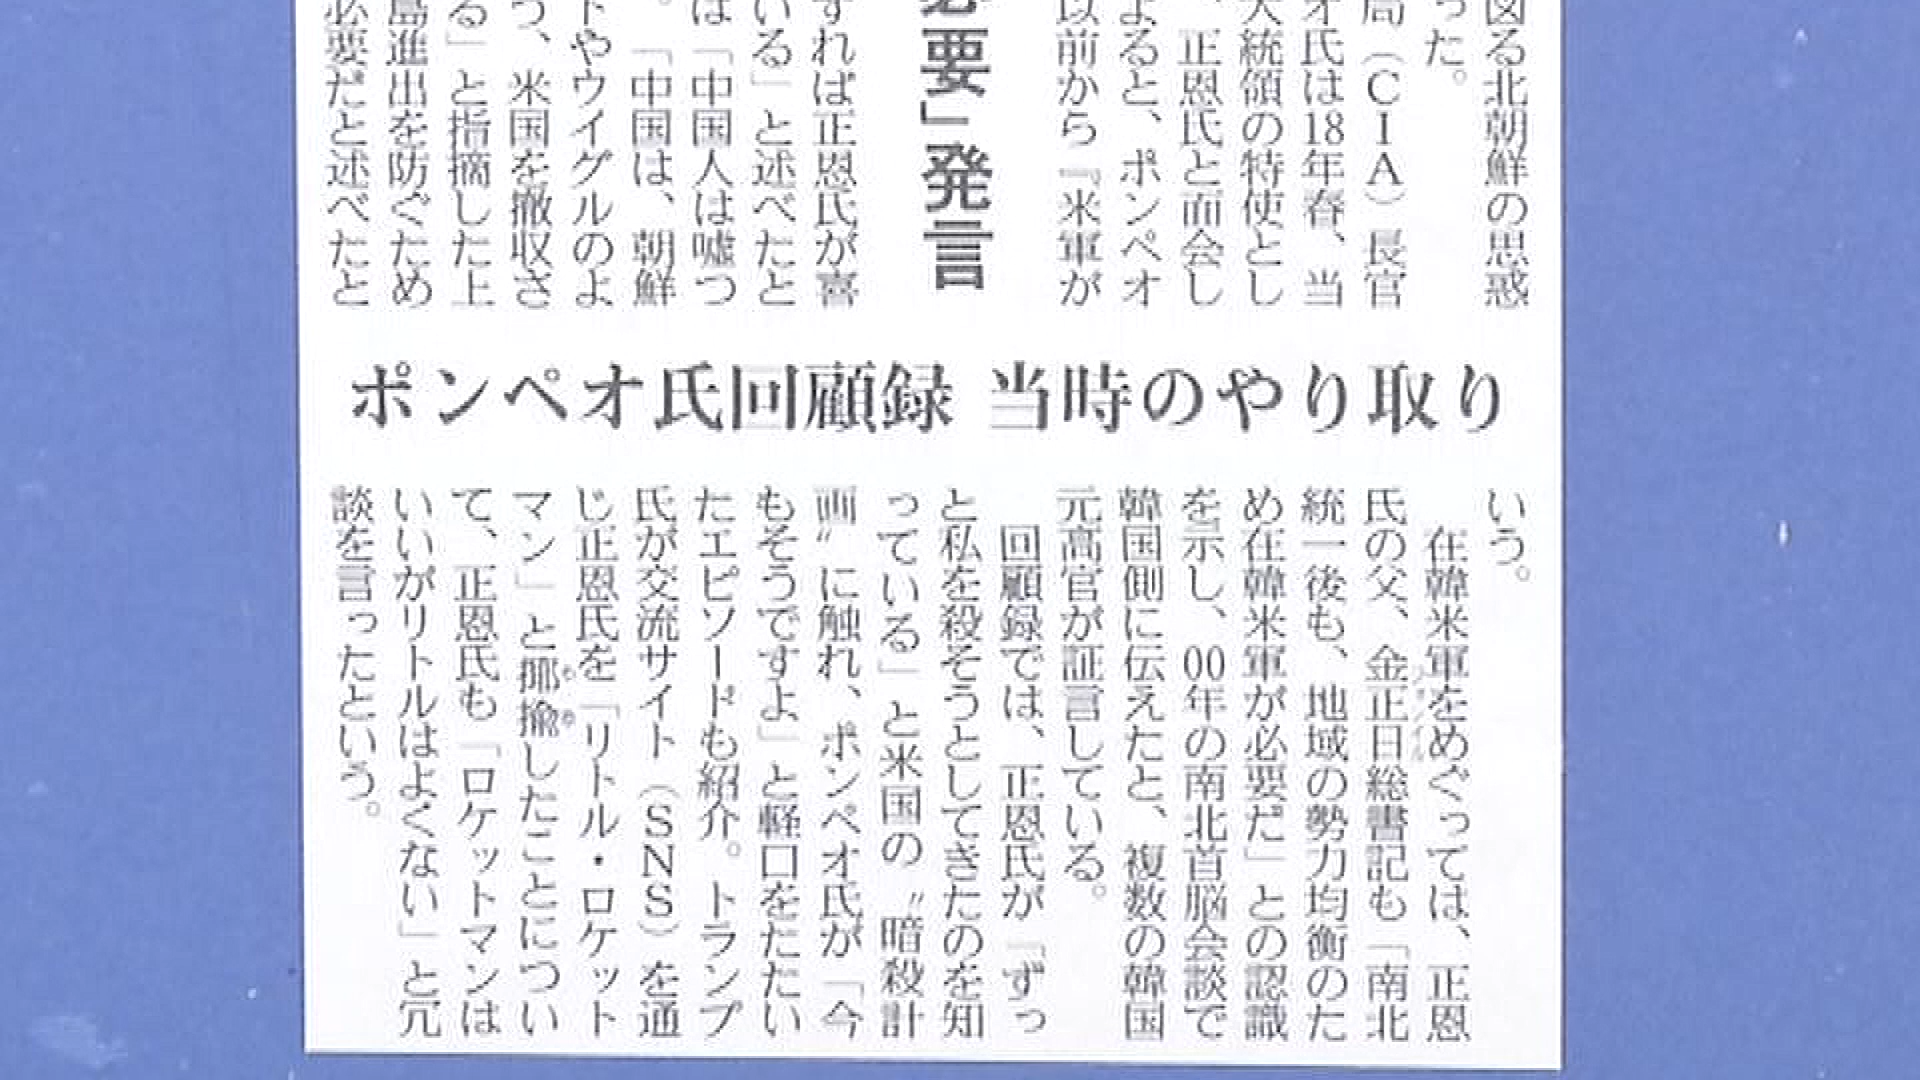 図る北朝鮮の思惑
った。
局（CIA）長官
オ氏は18年春、当
大統領の特使とし
、正恩氏と面会し
よると、ポンペオ
以前から『米軍が
要」発言
すれば正恩氏が喜
いる」と述べたと
は「中国人は嘘つ
。「中国は、朝鮮
トやウイグルのよ
う、米国を撤収さ
る」と指摘した上
島進出を防ぐため
必要だと述べたと
ポンペオ氏回顧録 当時のやり取り
いう。
在韓米軍をめぐっては、正恩
氏の父、金正日総書記も「南北
統一後も、地域の勢力均衡のた
め在韓米軍が必要だ」との認識
を示し、00年の南北首脳会談で
韓国側に伝えたと、複数の韓国
元高官が証言している。
回顧録では、正恩氏が「ずっ
と私を殺そうとしてきたのを知
っている」と米国の〝暗殺計
画〟に触れ、ポンペオ氏が「今
もそうですよ」と軽口をたたい
たエピソードも紹介。トランプ
氏が交流サイト（SNS）を通
じ正恩氏を「リトル・ロケット
マン」と揶揄したことについ
て、正恩氏も「ロケットマンは
いいがリトルはよくない」と冗
談を言ったという。